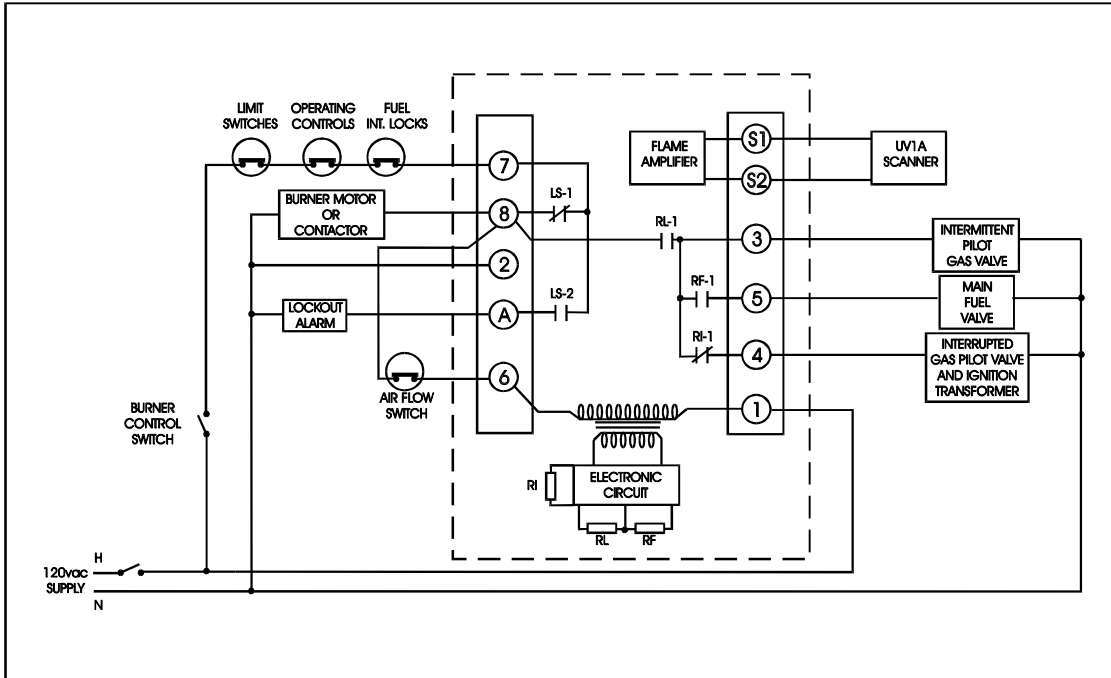 LIMIT
SWITCHES
OPERATING
CONTROLS
FUEL
INT. LOCKS
7
S1
FLAME
AMPLIFIER
UV1A
SCANNER
S2
BURNER MOTOR
OR
CONTACTOR
8
LS-1
RL-1
3
INTERMITTENT
PILOT
GAS VALVE
2
RF-1
5
MAIN
FUEL
VALVE
LOCKOUT
ALARM
A
LS-2
RI-1
4
INTERRUPTED
GAS PILOT VALVE
AND IGNITION
TRANSFORMER
6
AIR FLOW
SWITCH
1
BURNER
CONTROL
SWITCH
RI
ELECTRONIC
CIRCUIT
RL
RF
H
120vac
SUPPLY
N